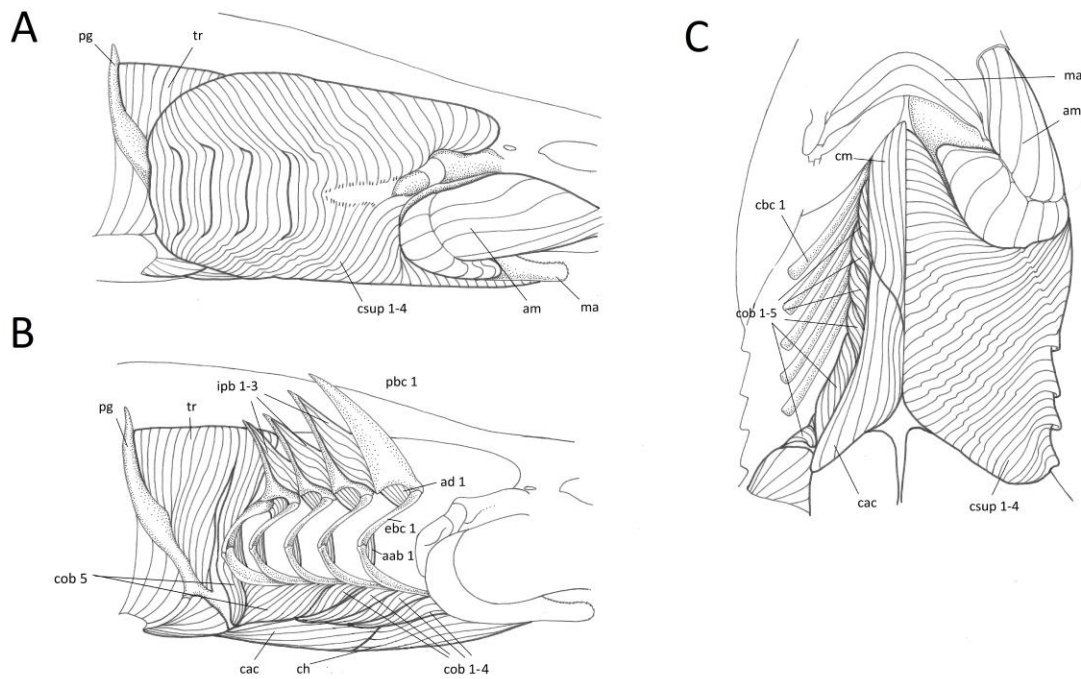 A
pg
tr
csup 1-4
am
ma
B
ipb 1-3
pbc 1
pg
tr
ad 1
ebc 1
aab 1
cob 5
cac
ch
cob 1-4
C
ma
am
cm
cbc 1
cob 1-5
cac
csup 1-4